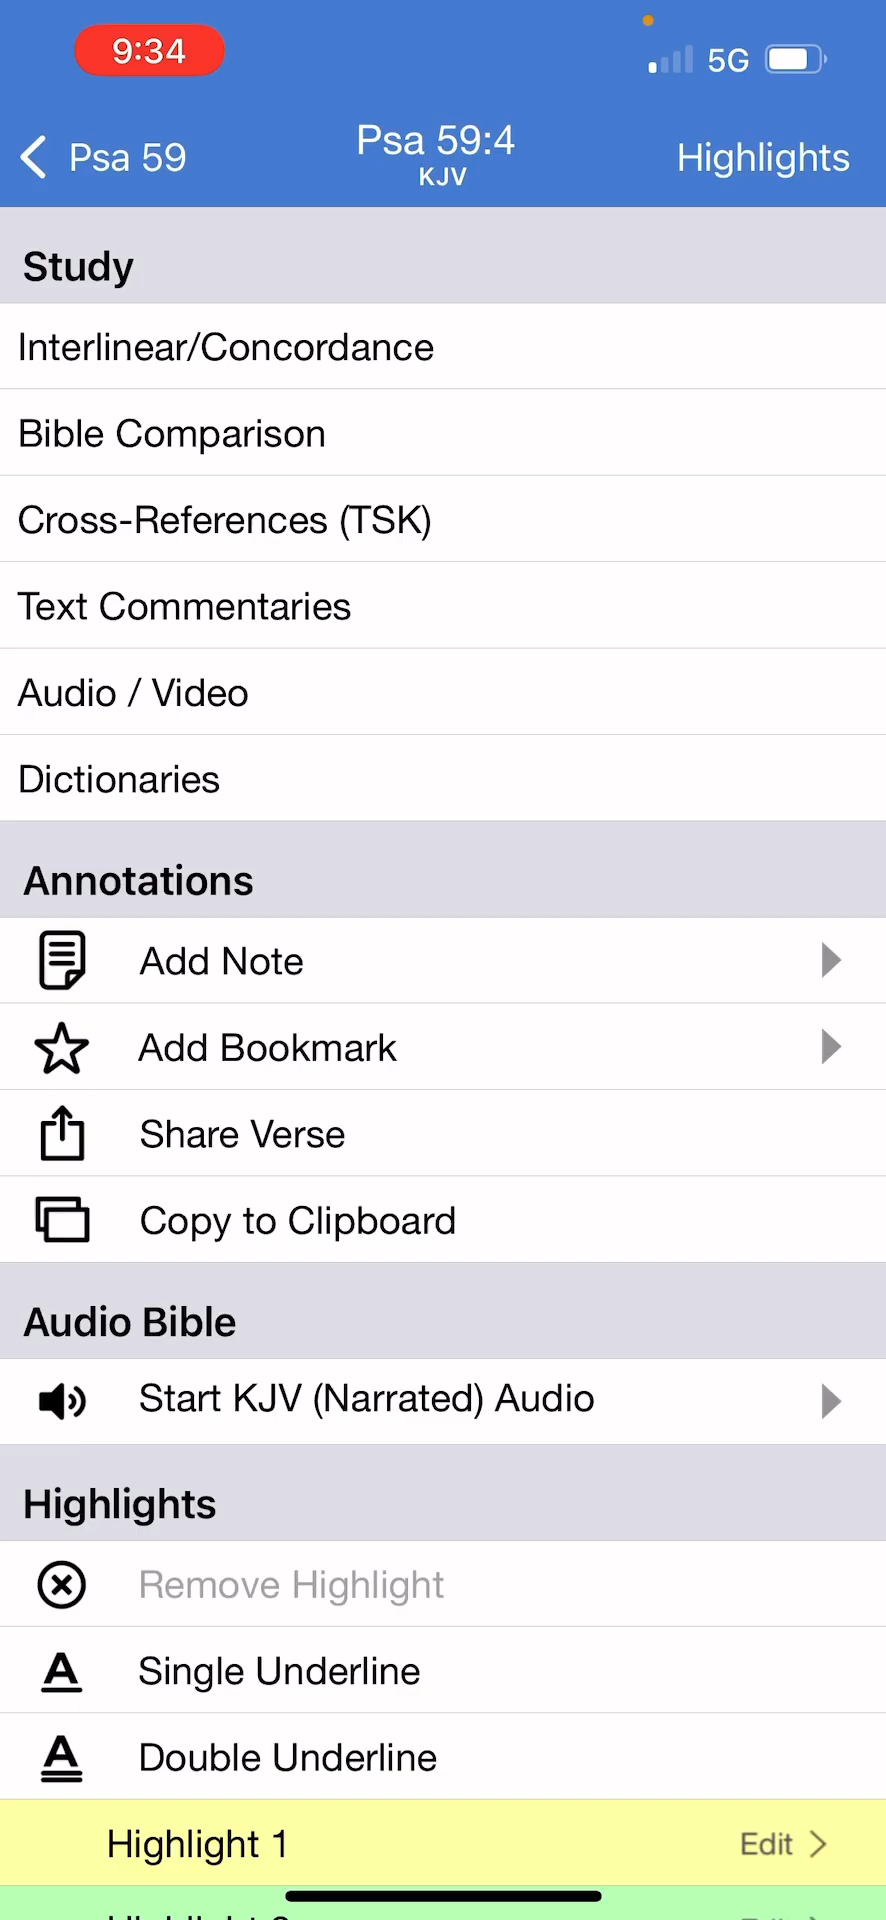 9:34
5G
Psa 59
Psa 59:4
KJV
Highlights
Study
Interlinear/Concordance
Bible Comparison
Cross-References (TSK)
Text Commentaries
Audio / Video
Dictionaries
Annotations
Add Note
Add Bookmark
Share Verse
Copy to Clipboard
Audio Bible
Start KJV (Narrated) Audio
Highlights
Remove Highlight
Single Underline
Double Underline
Highlight 1
Edit